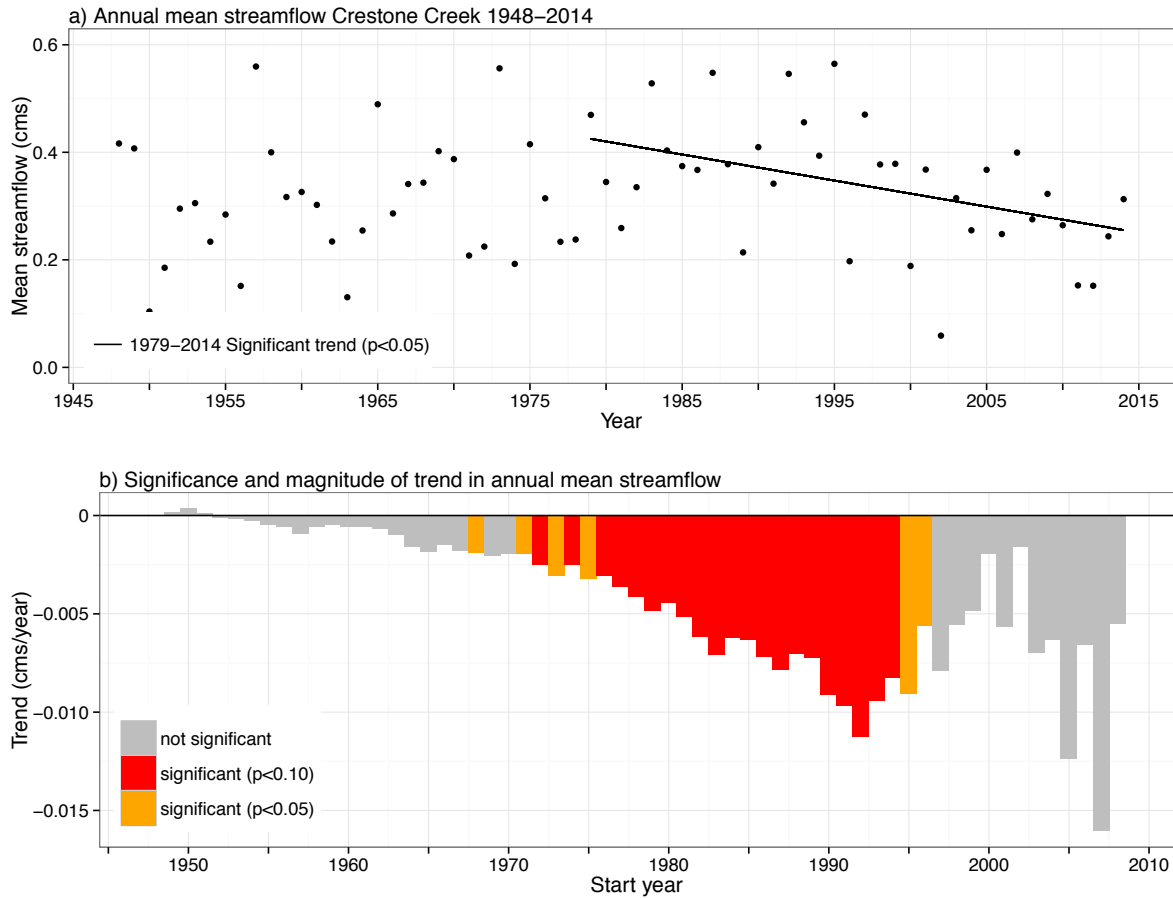 a) Annual mean streamflow Crestone Creek 1948−2014
Mean streamflow (cms)
0.6
0.4
0.2
0.0
1979−2014 Significant trend (p<0.05)
1945 1955 1965 1975 1985 1995 2005 2015
Year
b) Significance and magnitude of trend in annual mean streamflow
Trend (cms/year)
0
−0.005
−0.010
−0.015
not significant
significant (p<0.10)
significant (p<0.05)
1950 1960 1970 1980 1990 2000 2010
Start year